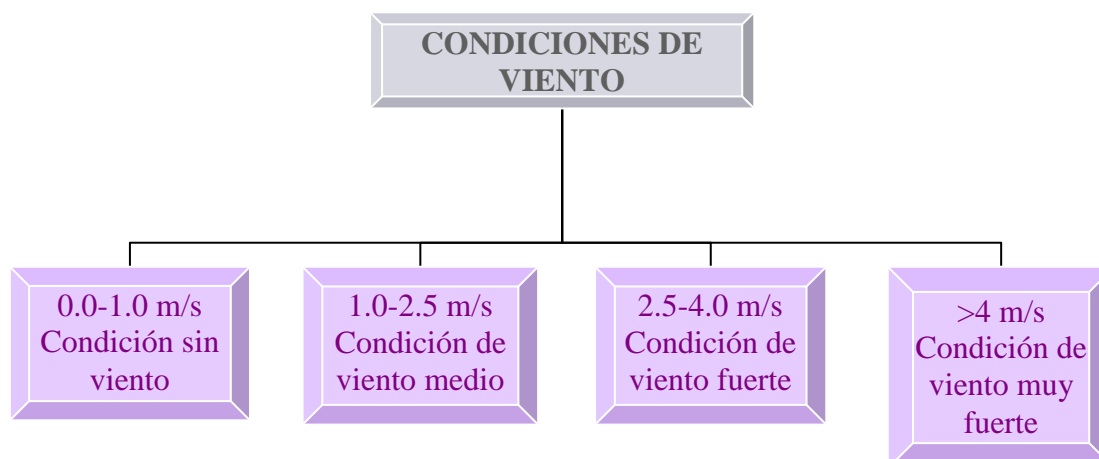 CONDICIONES DE
VIENTO
0.0-1.0 m/s
Condición sin
viento
1.0-2.5 m/s
Condición de
viento medio
2.5-4.0 m/s
Condición de
viento fuerte
>4 m/s
Condición de
viento muy
fuerte